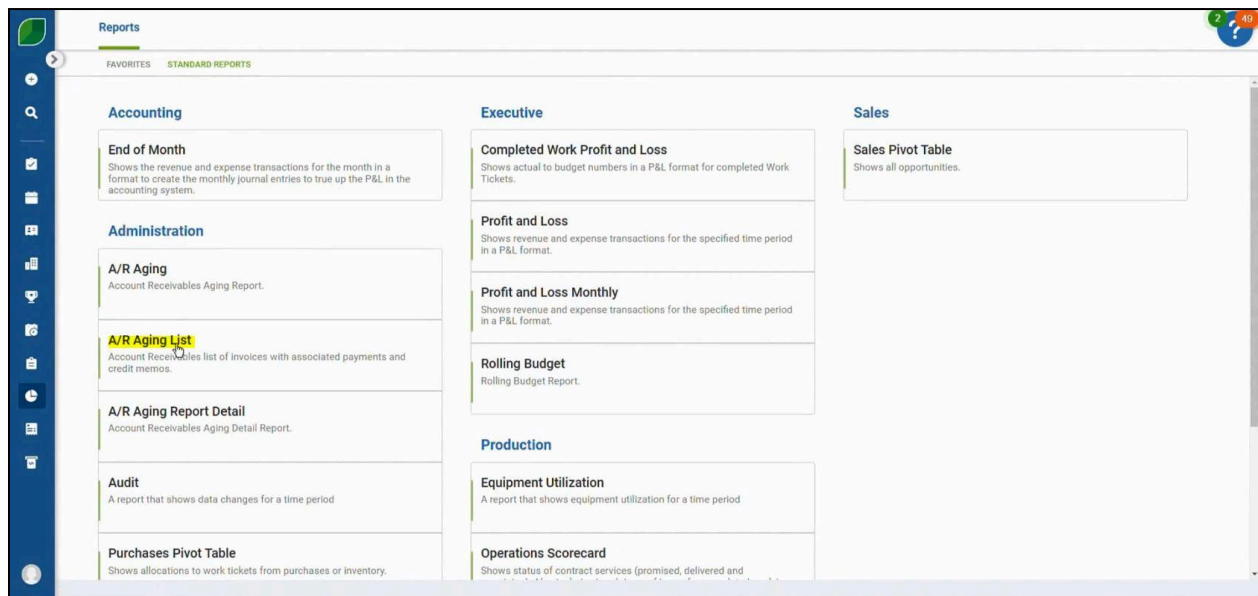 Reports
2
49
?
FAVORITES STANDARD REPORTS
Accounting
End of Month
Shows the revenue and expense transactions for the month in a
format to create the monthly journal entries to true up the P&L in the
accounting system.
Administration
A/R Aging
Account Receivables Aging Report.
A/R Aging List
Account Receivables list of invoices with associated payments and
credit memos.
A/R Aging Report Detail
Account Receivables Aging Detail Report.
Audit
A report that shows data changes for a time period
Purchases Pivot Table
Shows allocations to work tickets from purchases or inventory.
Executive
Completed Work Profit and Loss
Shows actual to budget numbers in a P&L format for completed Work
Tickets.
Profit and Loss
Shows revenue and expense transactions for the specified time period
in a P&L format.
Profit and Loss Monthly
Shows revenue and expense transactions for the specified time period
in a P&L format.
Rolling Budget
Rolling Budget Report.
Production
Equipment Utilization
A report that shows equipment utilization for a time period
Operations Scorecard
Shows status of contract services (promised, delivered and
Sales
Sales Pivot Table
Shows all opportunities.